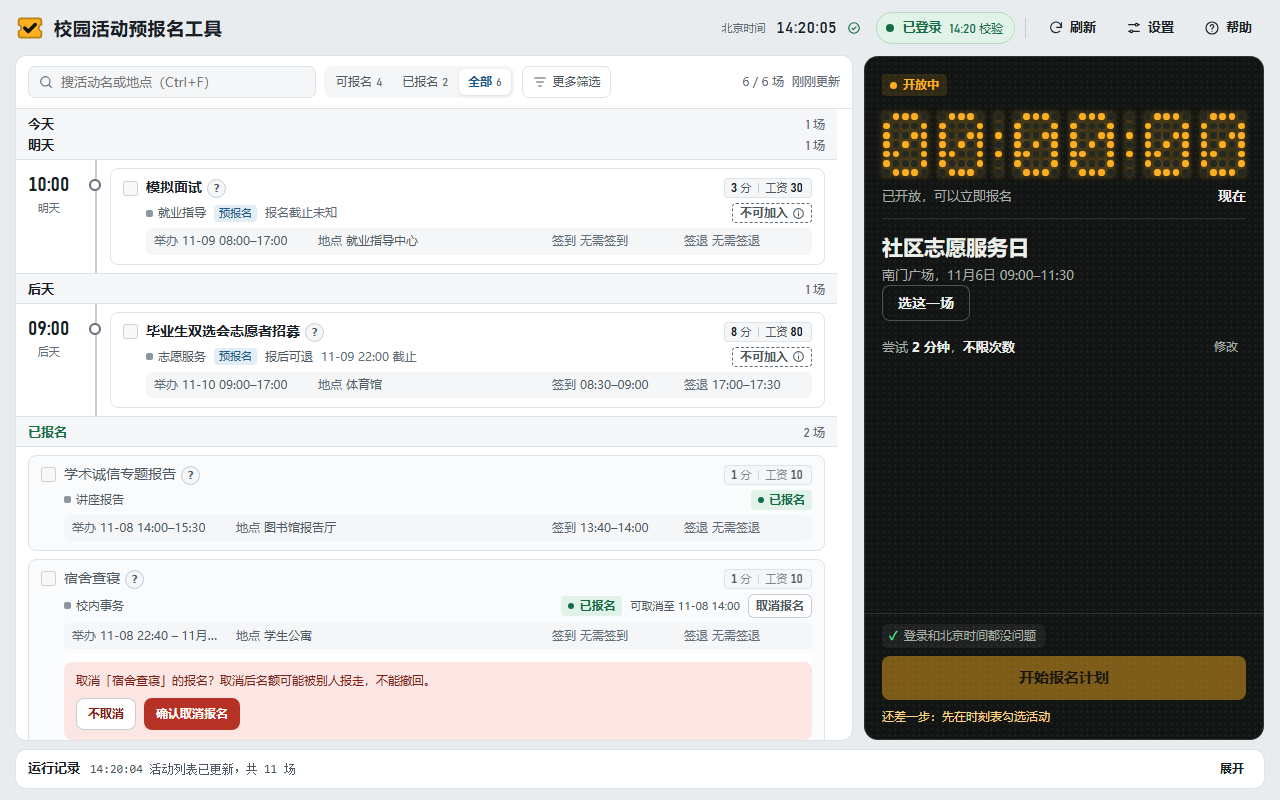 校园活动预报名工具
北京时间 14:20:05 已登录 14:20 校验 刷新 设置 帮助
搜活动名或地点（Ctrl+F） 可报名 4 已报名 2 全部 6 更多筛选 6 / 6 场 刚刚更新
今天 1 场
明天 1 场
10:00 明天
模拟面试 ? 3 分 工资 30
就业指导 预报名 报名截止未知 不可加入
举办 11-09 08:00–17:00 地点 就业指导中心 签到 无需签到 签退 无需签退
后天 1 场
09:00 后天
毕业生双选会志愿者招募 ? 8 分 工资 80
志愿服务 预报名 报后可退 11-09 22:00 截止 不可加入
举办 11-10 09:00–17:00 地点 体育馆 签到 08:30–09:00 签退 17:00–17:30
已报名 2 场
学术诚信专题报告 ? 1 分 工资 10
讲座报告 已报名
举办 11-08 14:00–15:30 地点 图书馆报告厅 签到 13:40–14:00 签退 无需签退
宿舍查寝 ? 1 分 工资 10
校内事务 已报名 可取消至 11-08 14:00 取消报名
举办 11-08 22:40 – 11月... 地点 学生公寓 签到 无需签到 签退 无需签退
取消「宿舍查寝」的报名？取消后名额可能被别人报走，不能撤回。
不取消 确认取消报名
开放中
00:00:00
已开放，可以立即报名 现在
社区志愿服务日
南门广场，11月6日 09:00–11:30
选这一场
尝试 2 分钟，不限次数 修改
✓ 登录和北京时间都没问题
开始报名计划
还差一步：先在时刻表勾选活动
运行记录 14:20:04 活动列表已更新，共 11 场 展开